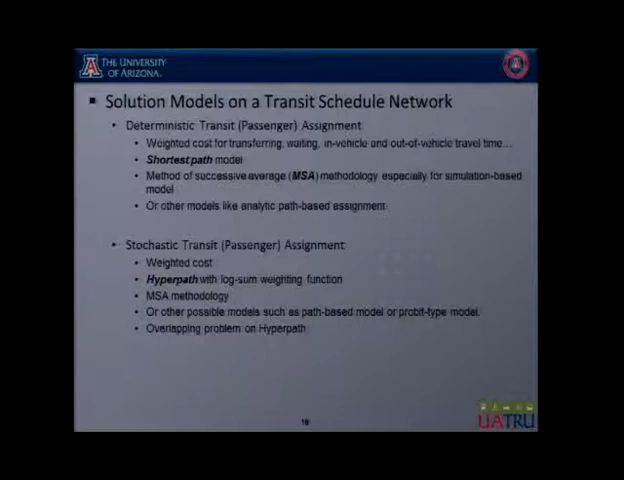 THE UNIVERSITY
OF ARIZONA.
Solution Models on a Transit Schedule Network
Deterministic Transit (Passenger) Assignment
Weighted cost for transferring, waiting, in-vehicle and out-of-vehicle travel time...
Shortest path model
Method of successive average (MSA) methodology especially for simulation-based
model
Or other models like analytic path-based assignment
Stochastic Transit (Passenger) Assignment
Weighted cost
Hyperpath with log-sum weighting function
MSA methodology
Or other possible models such as path-based model or probit-type model.
Overlapping problem on Hyperpath
UATRU